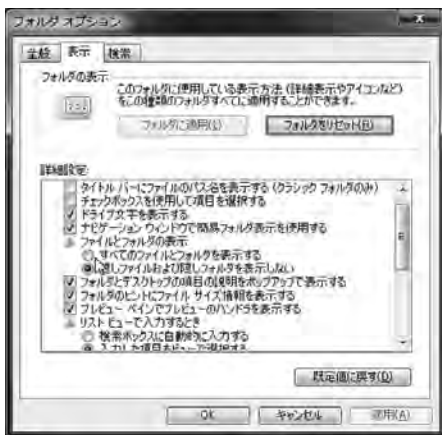 フォルダ オプション
全般 表示 検索
フォルダの表示
このフォルダに使用している表示方法(詳細表示やアイコンなど)
をこの種類のフォルダすべてに適用することができます。
フォルダに適用(L) フォルダをリセット(R)
詳細設定:
タイトル バーにファイルのパス名を表示する (クラシック フォルダのみ)
チェックボックスを使用して項目を選択する
ドライブ文字を表示する
ナビゲーション ウィンドウで簡易フォルダ表示を使用する
ファイルとフォルダの表示
すべてのファイルとフォルダを表示する
隠しファイルおよび隠しフォルダを表示しない
フォルダとデスクトップの項目の説明をポップアップで表示する
フォルダのヒントにファイル サイズ情報を表示する
プレビュー ペインでプレビューのハンドラを表示する
リスト ビューで入力するとき
検索ボックスに自動的に入力する
入力した項目をビューで選択する
既定値に戻す(D)
OK キャンセル 適用(A)